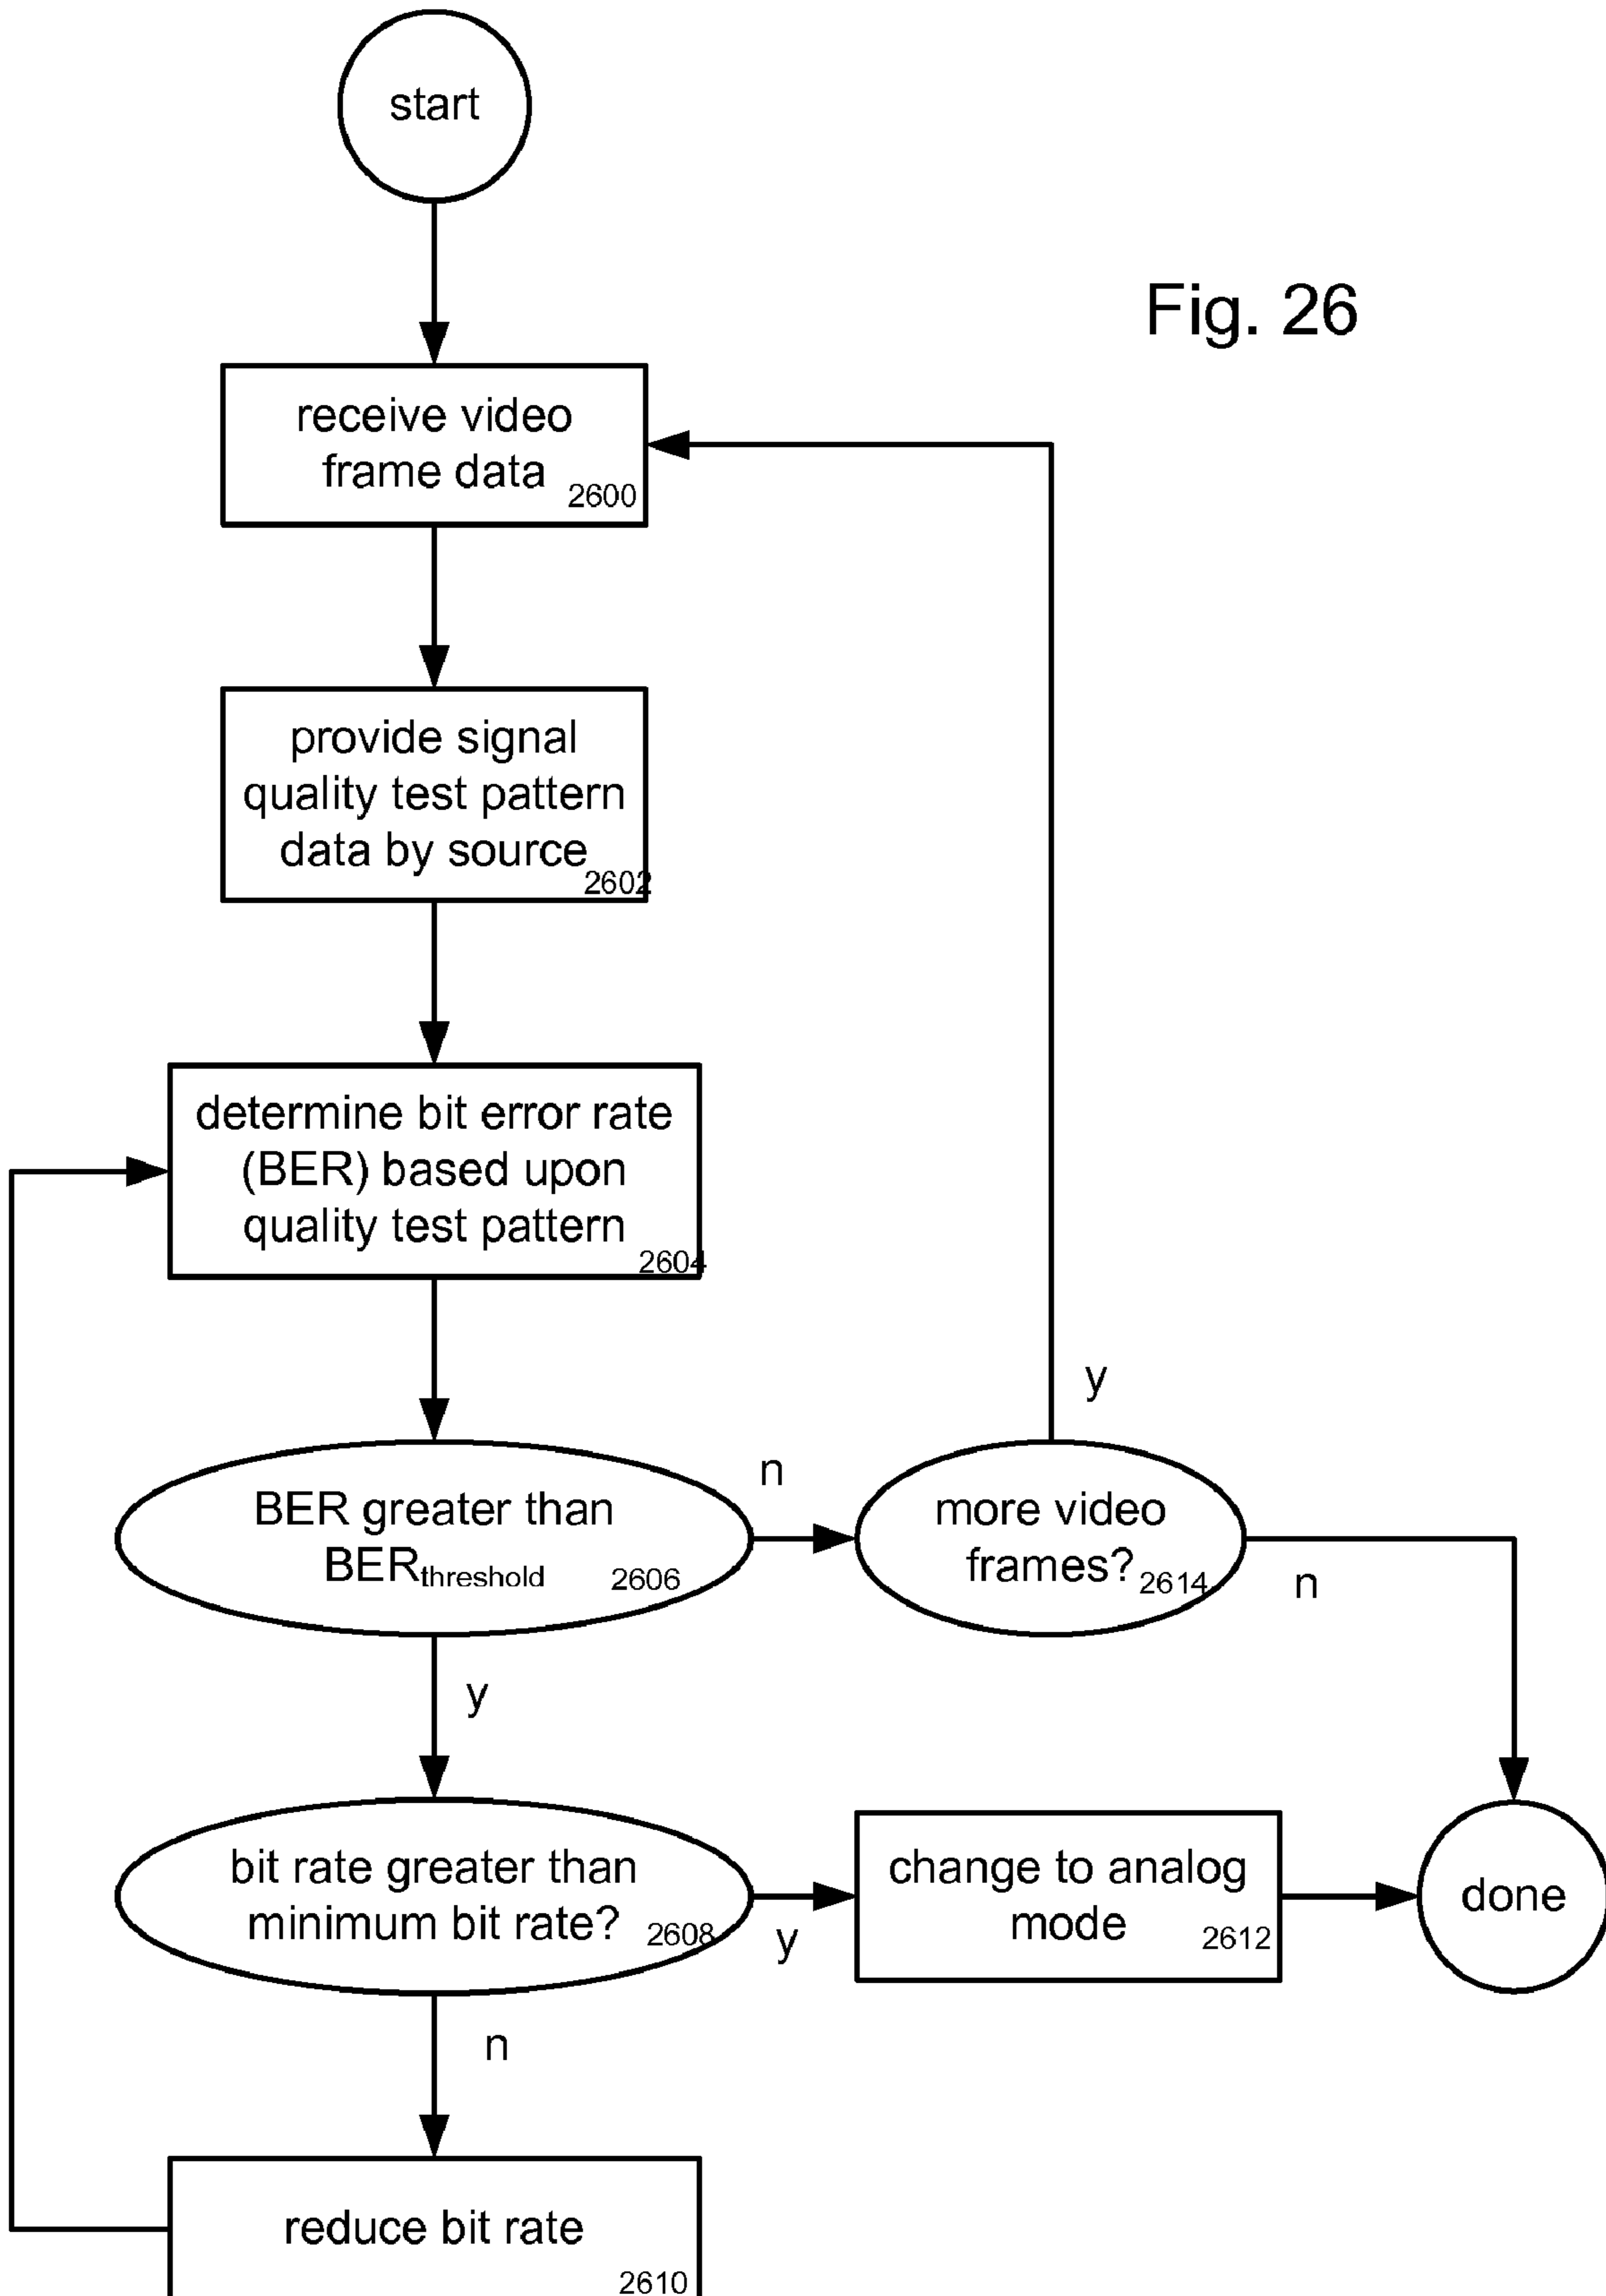 start
Fig. 26
receive video
frame data
2600
provide signal
quality test pattern
data by source
2602
determine bit error rate
(BER) based upon
quality test pattern
2604
y
n
BER greater than
BERthreshold
2606
more video
frames?
2614
n
y
bit rate greater than
minimum bit rate?
2608
y
change to analog
mode
2612
done
n
reduce bit rate
2610